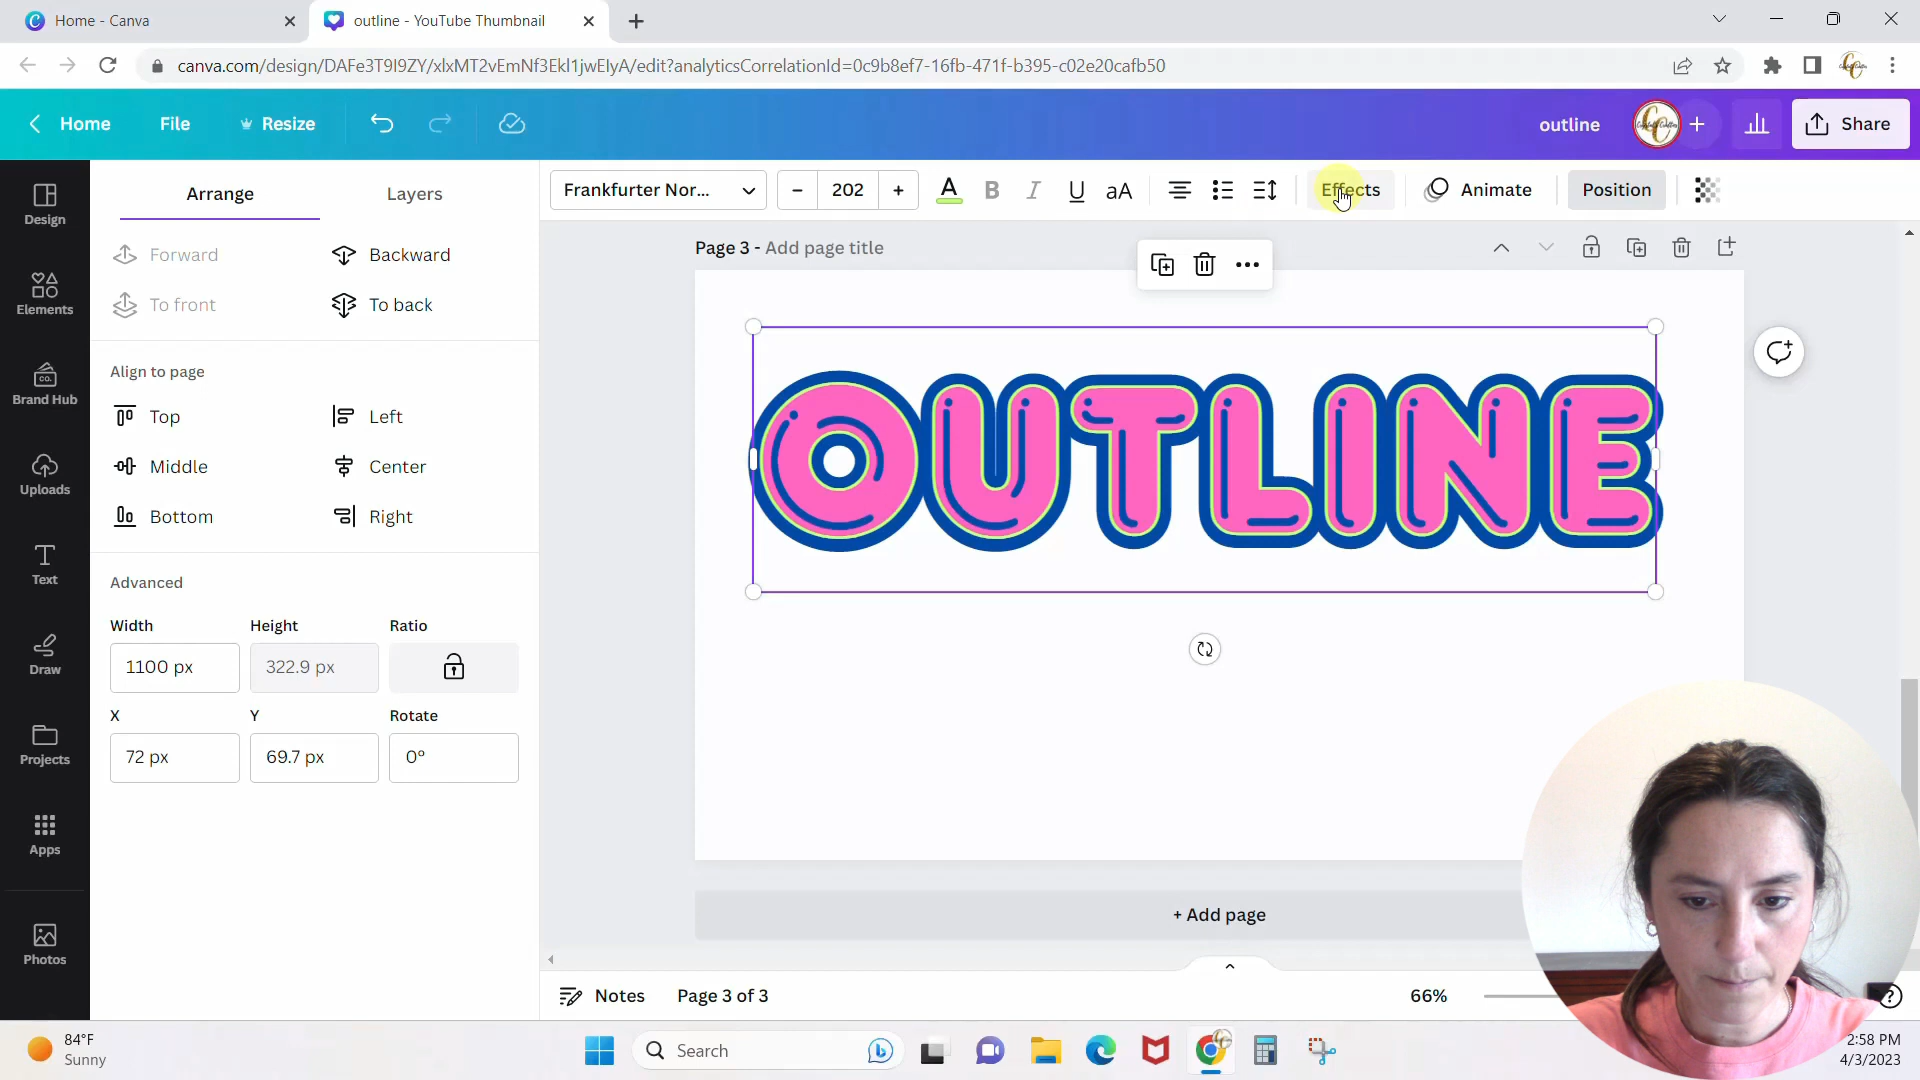 Home - Canva
outline - YouTube Thumbnail
canva.com/design/DAFe3T9I9ZY/xlxMT2vEmNf3Ekl1jwEIyA/edit?analyticsCorrelationId=0c9b8ef7-16fb-471f-b395-c02e20cafb50
Home
File
Resize
outline
Share
Design
Elements
Brand Hub
Uploads
Text
Draw
Projects
Apps
Photos
Arrange
Layers
Forward
Backward
To front
To back
Align to page
Top
Left
Middle
Center
Bottom
Right
Advanced
Width
Height
Ratio
1100 px
322.9 px
X
Y
Rotate
72 px
69.7 px
0°
Frankfurter Nor...
202
A
B
I
U
aA
Effects
Animate
Position
Page 3 - Add page title
OUTLINE
+ Add page
Notes
Page 3 of 3
66%
84°F
Sunny
Search
2:58 PM
4/3/2023